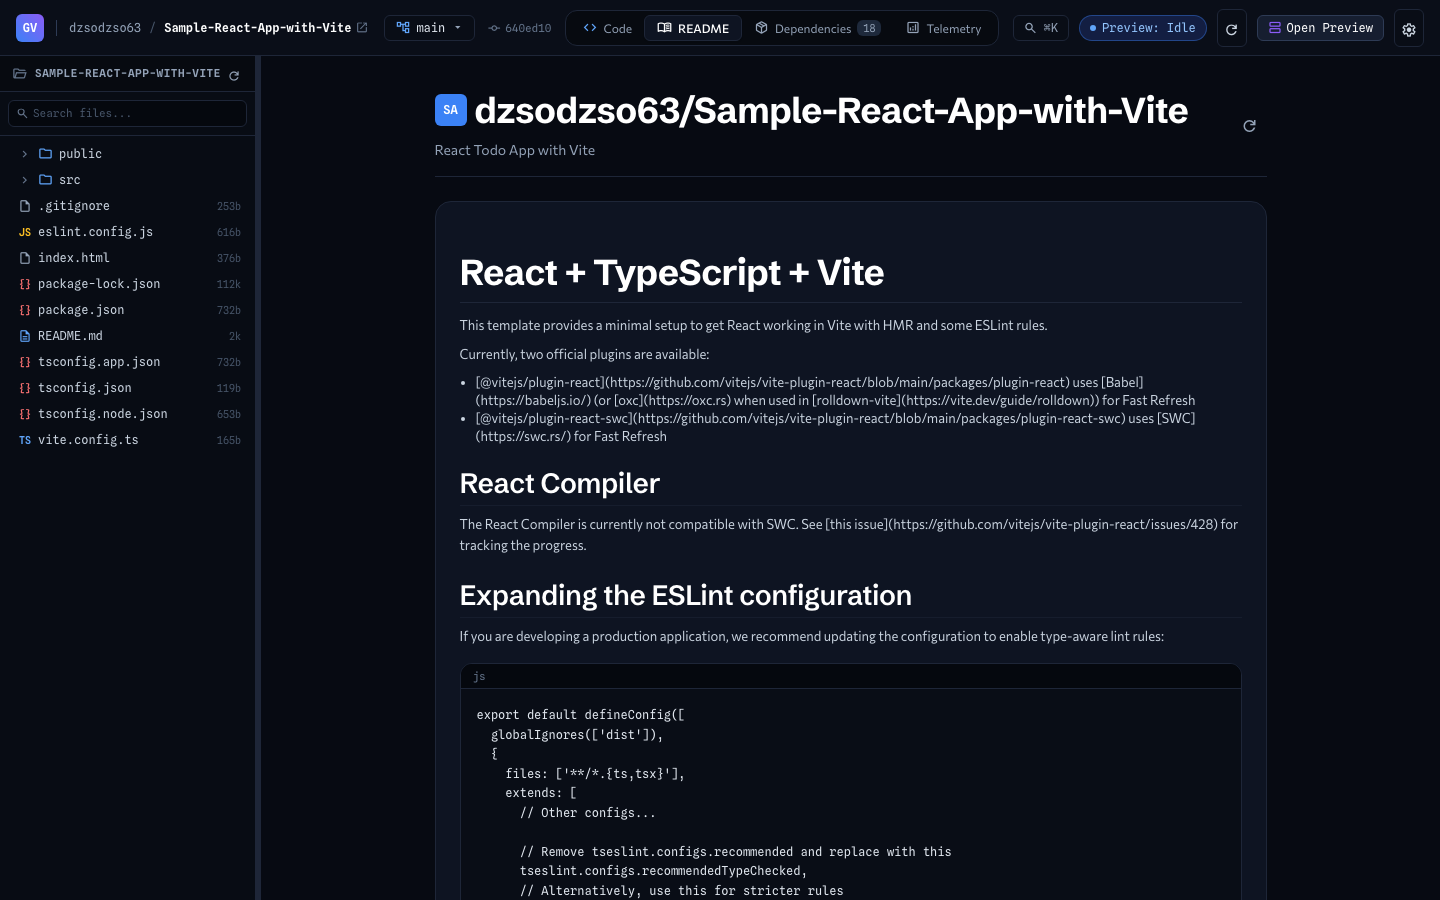 GV dzsodzso63 / Sample-React-App-with-Vite main 640ed10 Code README Dependencies 18 Telemetry ⌘K Preview: Idle Open Preview
SAMPLE-REACT-APP-WITH-VITE
Search files...
public
src
.gitignore 253b
JS eslint.config.js 616b
index.html 376b
{} package-lock.json 112k
{} package.json 732b
README.md 2k
{} tsconfig.app.json 732b
{} tsconfig.json 119b
{} tsconfig.node.json 653b
TS vite.config.ts 165b
SA dzsodzso63/Sample-React-App-with-Vite
React Todo App with Vite
React + TypeScript + Vite
This template provides a minimal setup to get React working in Vite with HMR and some ESLint rules.
Currently, two official plugins are available:
• [@vitejs/plugin-react](https://github.com/vitejs/vite-plugin-react/blob/main/packages/plugin-react) uses [Babel]
(https://babeljs.io/) (or [oxc](https://oxc.rs) when used in [rolldown-vite](https://vite.dev/guide/rolldown)) for Fast Refresh
• [@vitejs/plugin-react-swc](https://github.com/vitejs/vite-plugin-react/blob/main/packages/plugin-react-swc) uses [SWC]
(https://swc.rs/) for Fast Refresh
React Compiler
The React Compiler is currently not compatible with SWC. See [this issue](https://github.com/vitejs/vite-plugin-react/issues/428) for
tracking the progress.
Expanding the ESLint configuration
If you are developing a production application, we recommend updating the configuration to enable type-aware lint rules:
js
export default defineConfig([
  globalIgnores(['dist']),
  {
    files: ['**/*.{ts,tsx}'],
    extends: [
      // Other configs...
      // Remove tseslint.configs.recommended and replace with this
      tseslint.configs.recommendedTypeChecked,
      // Alternatively, use this for stricter rules